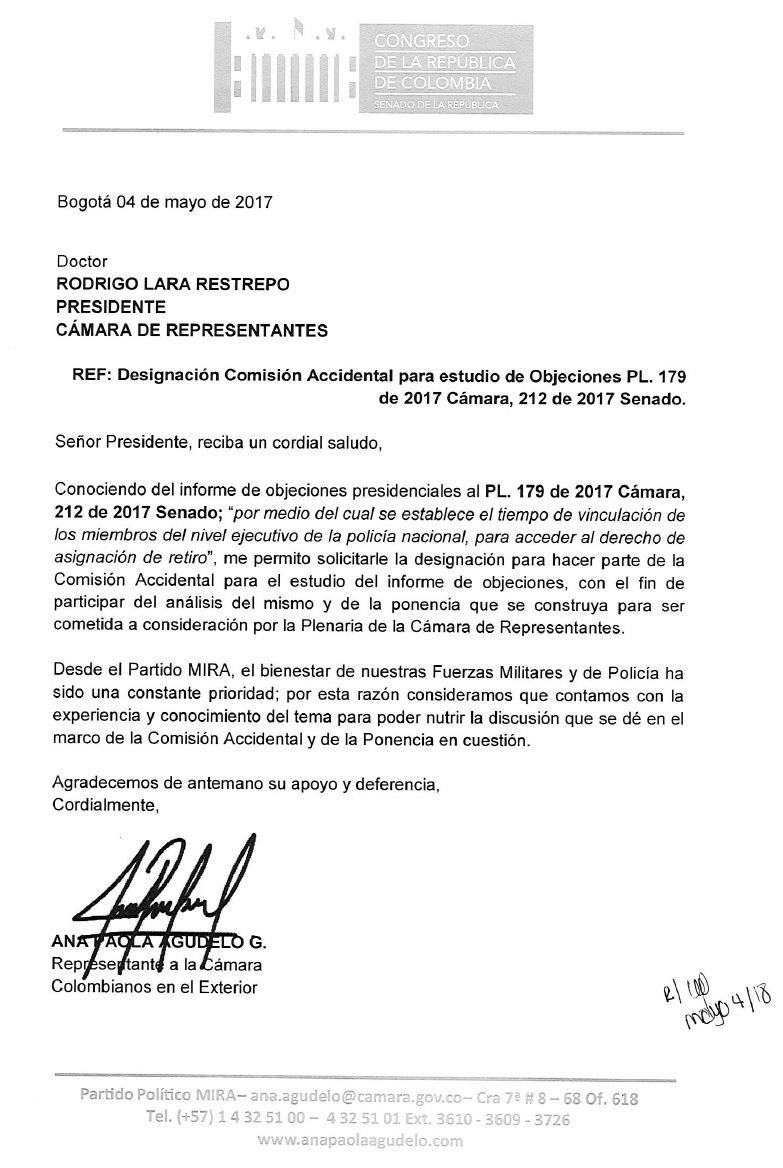 CONGRESO
DE LA REPÚBLICA
DE COLOMBIA
SENADO DE LA REPÚBLICA
Bogotá 04 de mayo de 2017
Doctor
RODRIGO LARA RESTREPO
PRESIDENTE
CÁMARA DE REPRESENTANTES
REF: Designación Comisión Accidental para estudio de Objeciones PL. 179
de 2017 Cámara, 212 de 2017 Senado.
Señor Presidente, reciba un cordial saludo,
Conociendo del informe de objeciones presidenciales al PL. 179 de 2017 Cámara,
212 de 2017 Senado; “por medio del cual se establece el tiempo de vinculación de
los miembros del nivel ejecutivo de la policía nacional, para acceder al derecho de
asignación de retiro”, me permito solicitarle la designación para hacer parte de la
Comisión Accidental para el estudio del informe de objeciones, con el fin de
participar del análisis del mismo y de la ponencia que se construya para ser
cometida a consideración por la Plenaria de la Cámara de Representantes.
Desde el Partido MIRA, el bienestar de nuestras Fuerzas Militares y de Policía ha
sido una constante prioridad; por esta razón consideramos que contamos con la
experiencia y conocimiento del tema para poder nutrir la discusión que se dé en el
marco de la Comisión Accidental y de la Ponencia en cuestión.
Agradecemos de antemano su apoyo y deferencia,
Cordialmente,
ANA PAOLA AGUDELO G.
Representante a la Cámara
Colombianos en el Exterior
mayo 4/18
Partido Político MIRA– ana.agudelo@camara.gov.co– Cra 7ª # 8 – 68 Of. 618
Tel. (+57) 1 4 32 51 00 – 4 32 51 01 Ext. 3610 - 3609 - 3726
www.anapaolaagudelo.com